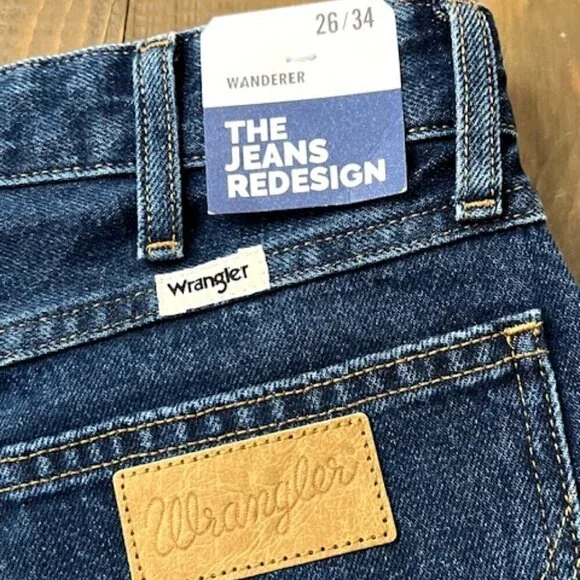 26/34
WANDERER
THE
JEANS
REDESIGN
Wrangler
Wrangler